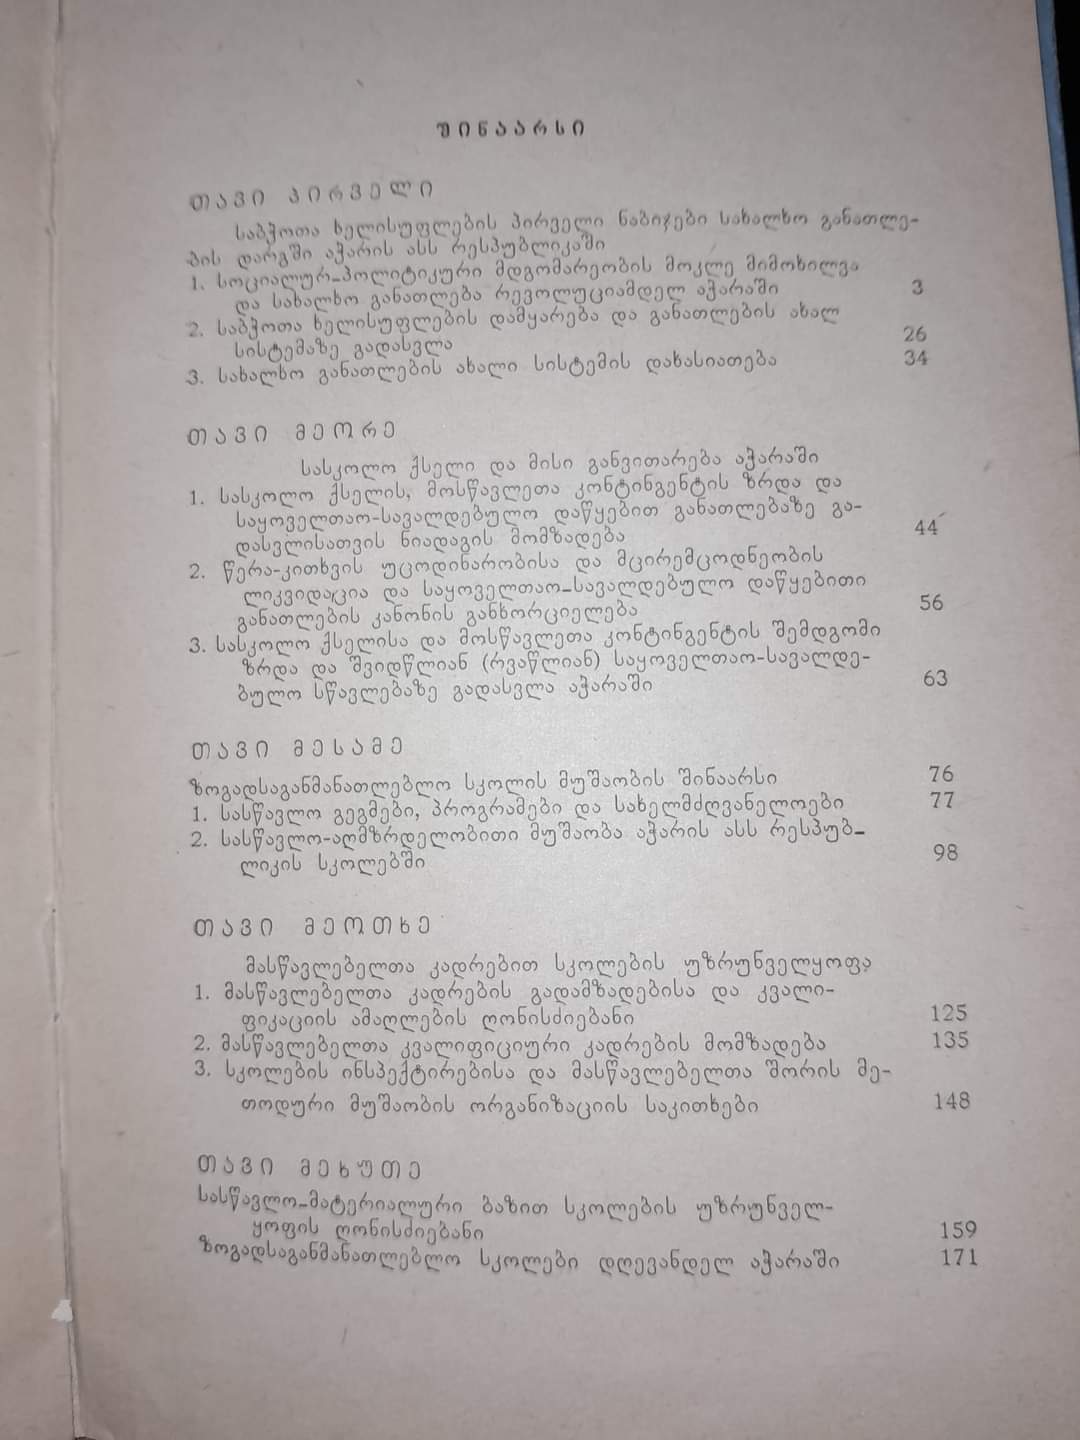 შინაარსი
თავი პირველი
საბჭოთა ხელისუფლების პირველი ნაბიჯები სახალხო განათლე-
ბის დარგში აჭარის ასს რესპუბლიკაში
1. სოციალურ-პოლიტიკური მდგომარეობის მოკლე მიმოხილვა
და სახალხო განათლება რევოლუციამდელ აჭარაში 3
2. საბჭოთა ხელისუფლების დამყარება და განათლების ახალ
სისტემაზე გადასვლა 26
3. სახალხო განათლების ახალი სისტემის დახასიათება 34
თავი მეორე
სასკოლო ქსელი და მისი განვითარება აჭარაში
1. სასკოლო ქსელის, მოსწავლეთა კონტინგენტის ზრდა და
საყოველთაო-სავალდებულო დაწყებით განათლებაზე გა-
დასვლისათვის ნიადაგის მომზადება 44
2. წერა-კითხვის უცოდინარობისა და მცირემცოდნეობის
ლიკვიდაცია და საყოველთაო-სავალდებულო დაწყებითი
განათლების კანონის განხორციელება 56
3. სასკოლო ქსელისა და მოსწავლეთა კონტინგენტის შემდგომი
ზრდა და შვიდწლიან (რვაწლიან) საყოველთაო-სავალდე-
ბულო სწავლებაზე გადასვლა აჭარაში 63
თავი მესამე
ზოგადსაგანმანათლებლო სკოლის მუშაობის შინაარსი 76
1. სასწავლო გეგმები, პროგრამები და სახელმძღვანელოები 77
2. სასწავლო-აღმზრდელობითი მუშაობა აჭარის ასს რესპუბ-
ლიკის სკოლებში 98
თავი მეოთხე
მასწავლებელთა კადრებით სკოლების უზრუნველყოფა
1. მასწავლებელთა კადრების გადამზადებისა და კვალი-
ფიკაციის ამაღლების ღონისძიებანი 125
2. მასწავლებელთა კვალიფიციური კადრების მომზადება 135
3. სკოლების ინსპექტირებისა და მასწავლებელთა შორის მე-
თოდური მუშაობის ორგანიზაციის საკითხები 148
თავი მეხუთე
სასწავლო-მატერიალური ბაზით სკოლების უზრუნველ-
ყოფის ღონისძიებანი 159
ზოგადსაგანმანათლებლო სკოლები დღევანდელ აჭარაში 171